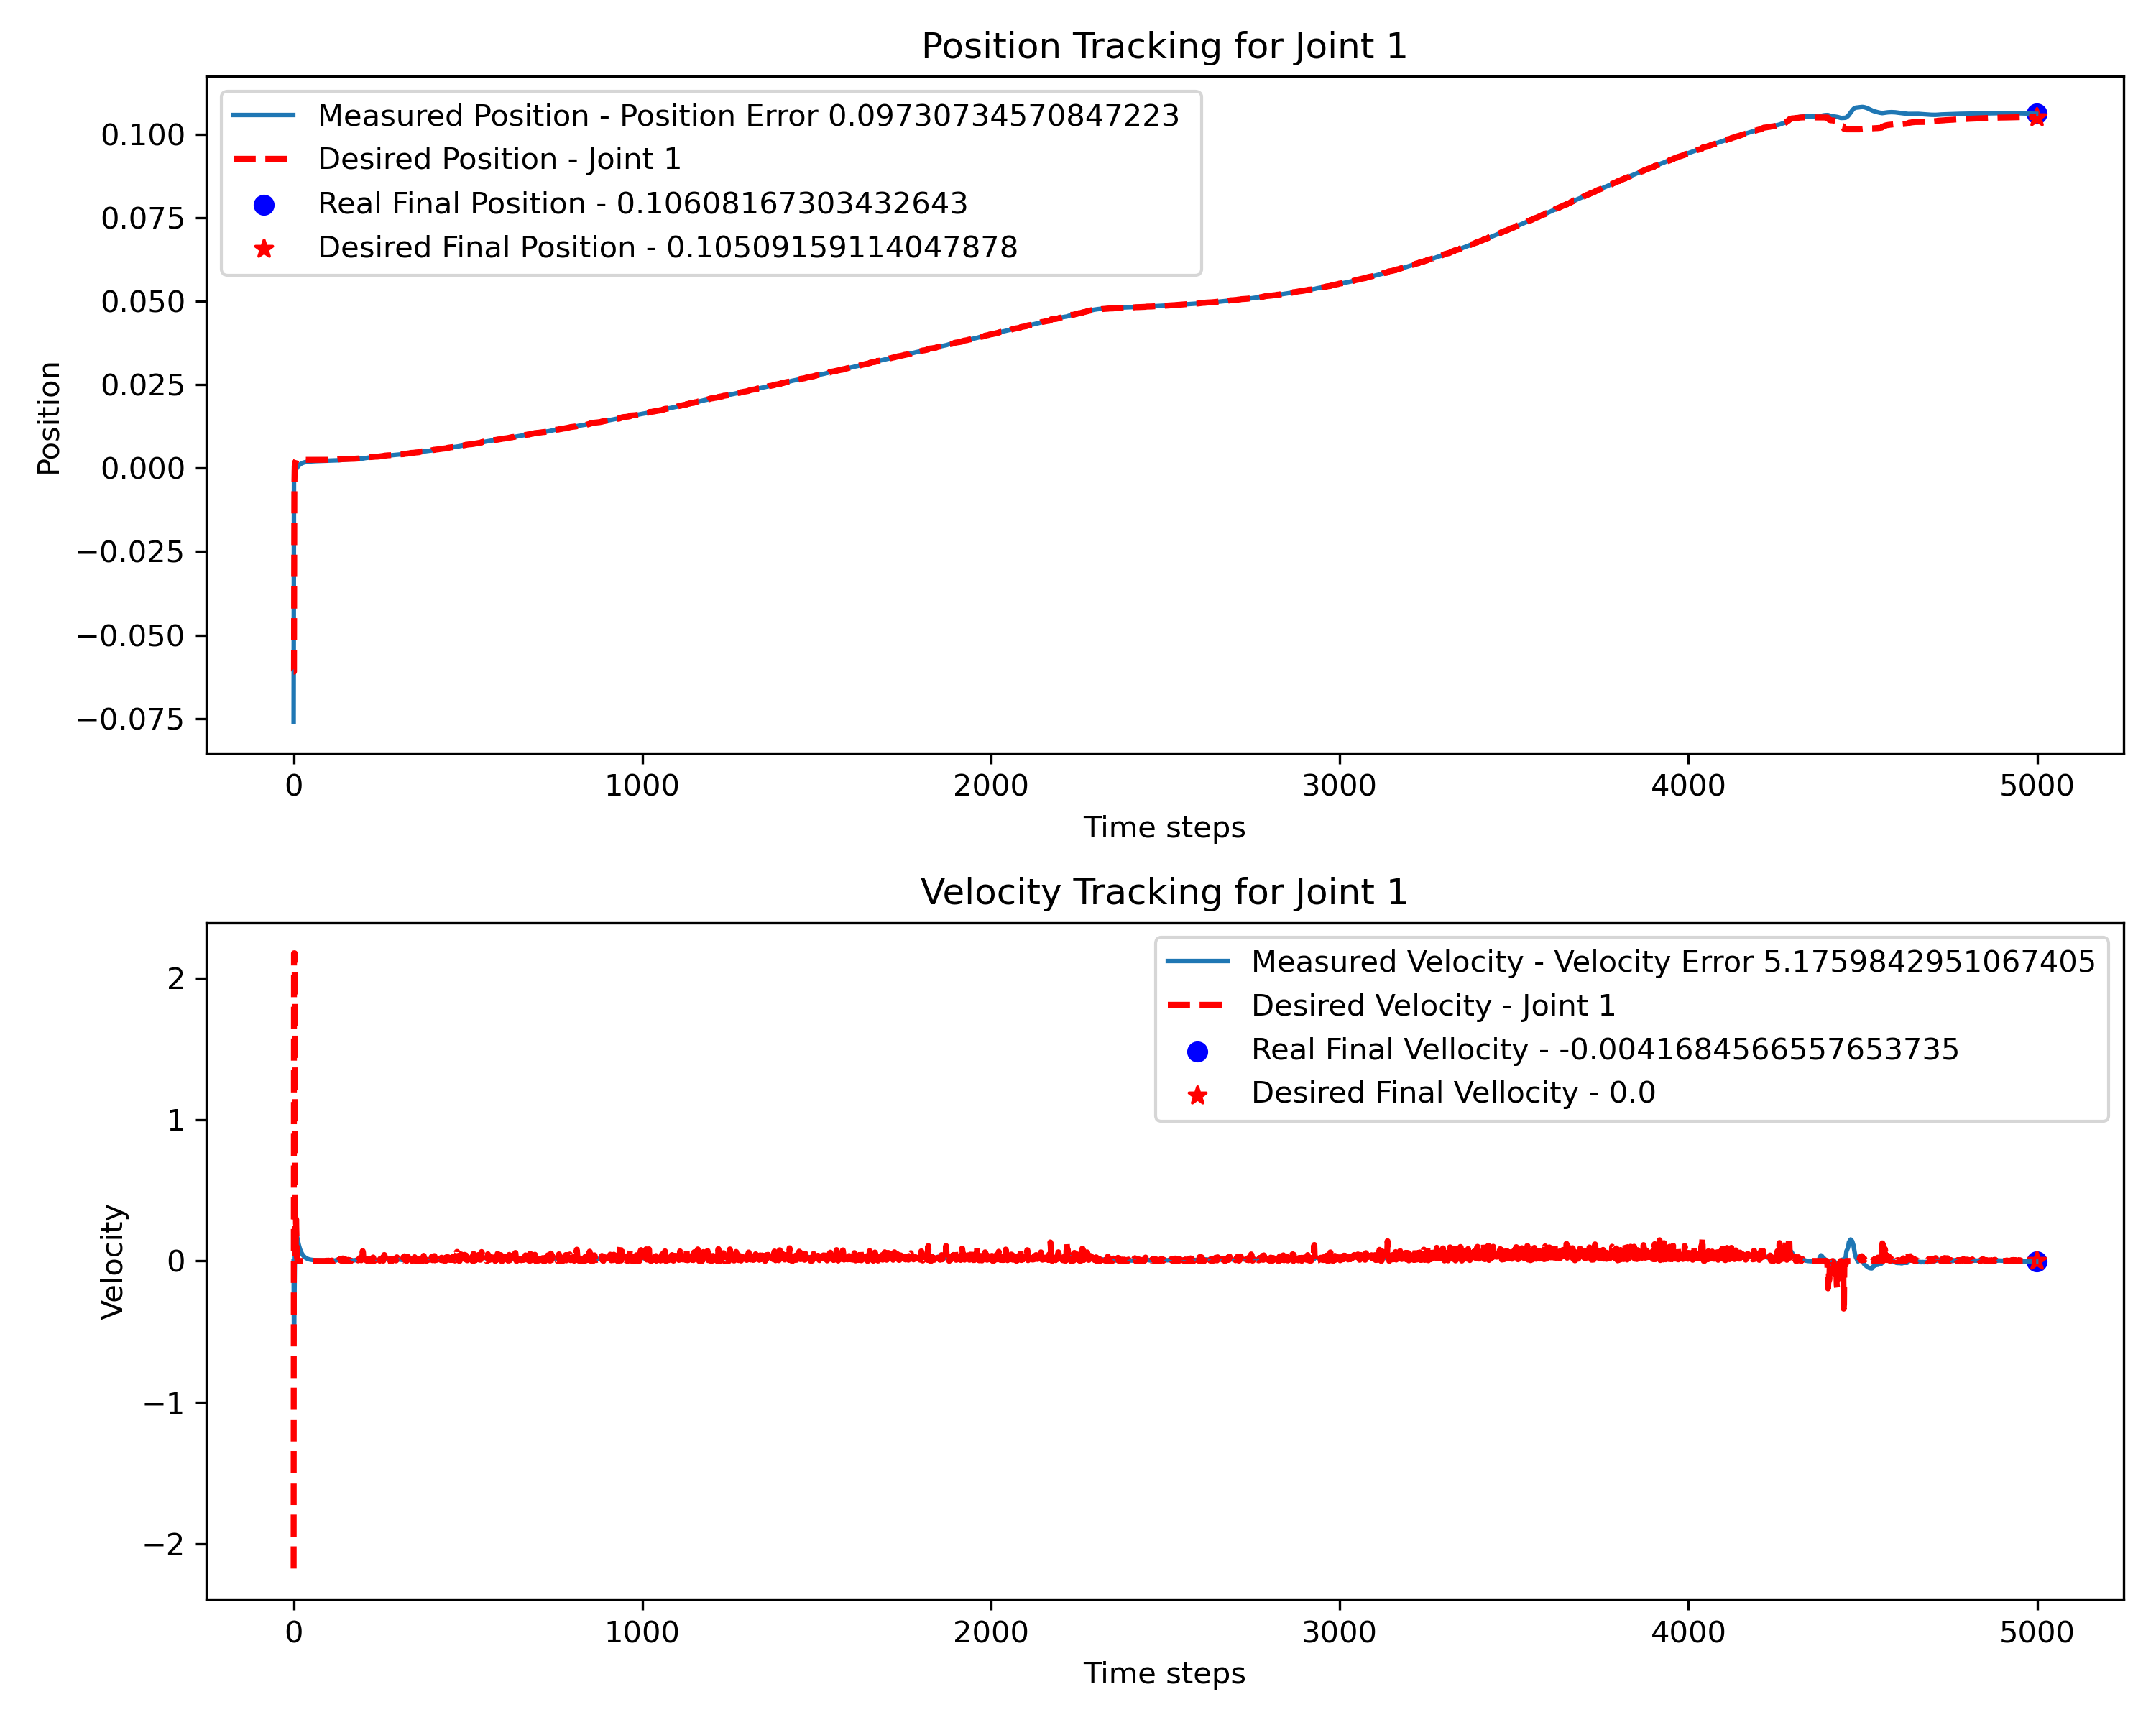 Position Tracking for Joint 1
Measured Position - Position Error 0.09730734570847223
Desired Position - Joint 1
Real Final Position - 0.10608167303432643
Desired Final Position - 0.10509159114047878
0.100
0.075
0.050
0.025
0.000
−0.025
−0.050
−0.075
Position
0 1000 2000 3000 4000 5000
Time steps
Velocity Tracking for Joint 1
Measured Velocity - Velocity Error 5.1759842951067405
Desired Velocity - Joint 1
Real Final Vellocity - -0.0041684566557653735
Desired Final Vellocity - 0.0
2
1
0
−1
−2
Velocity
0 1000 2000 3000 4000 5000
Time steps